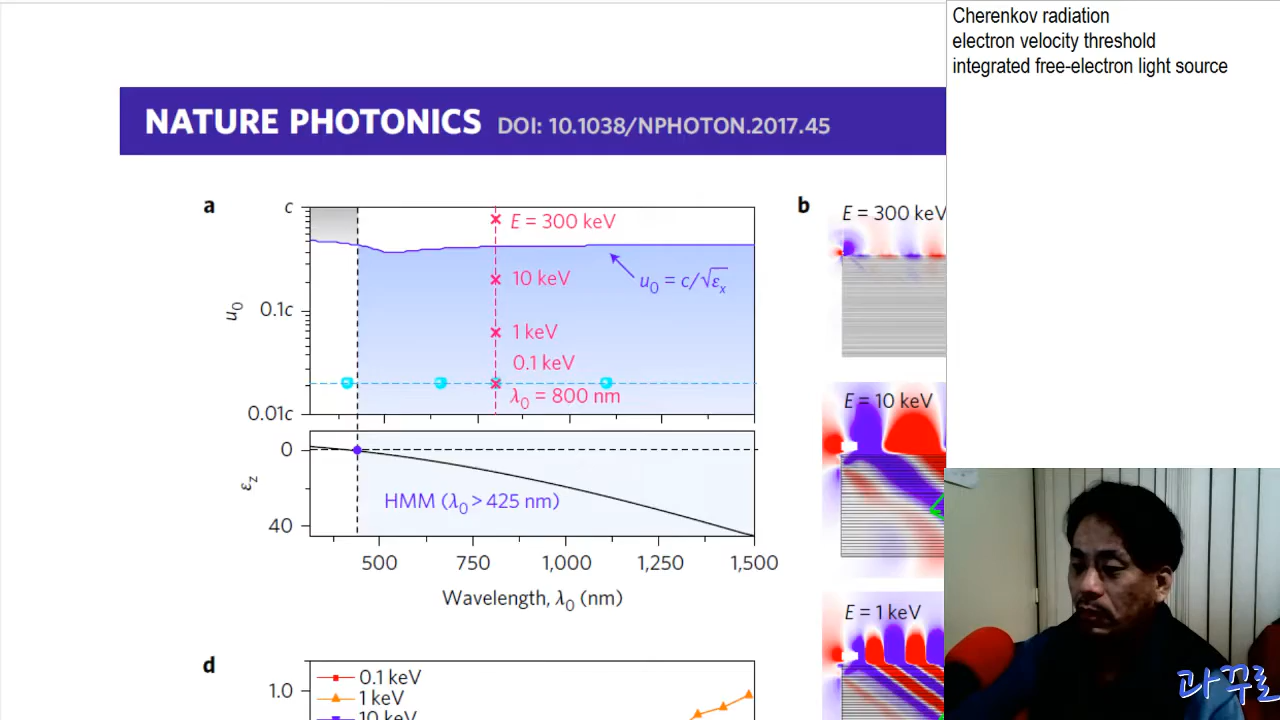 Cherenkov radiation
electron velocity threshold
integrated free-electron light source
NATURE PHOTONICS DOI: 10.1038/NPHOTON.2017.45
a
c
E = 300 keV
10 keV
u₀ = c/√εₓ
0.1c
u₀
1 keV
0.1 keV
λ₀ = 800 nm
0.01c
0
ε_z
HMM (λ₀ > 425 nm)
40
500 750 1,000 1,250 1,500
Wavelength, λ₀ (nm)
b
E = 300 keV
E = 10 keV
E = 1 keV
d
0.1 keV
1.0
1 keV
10 keV
과꾸로